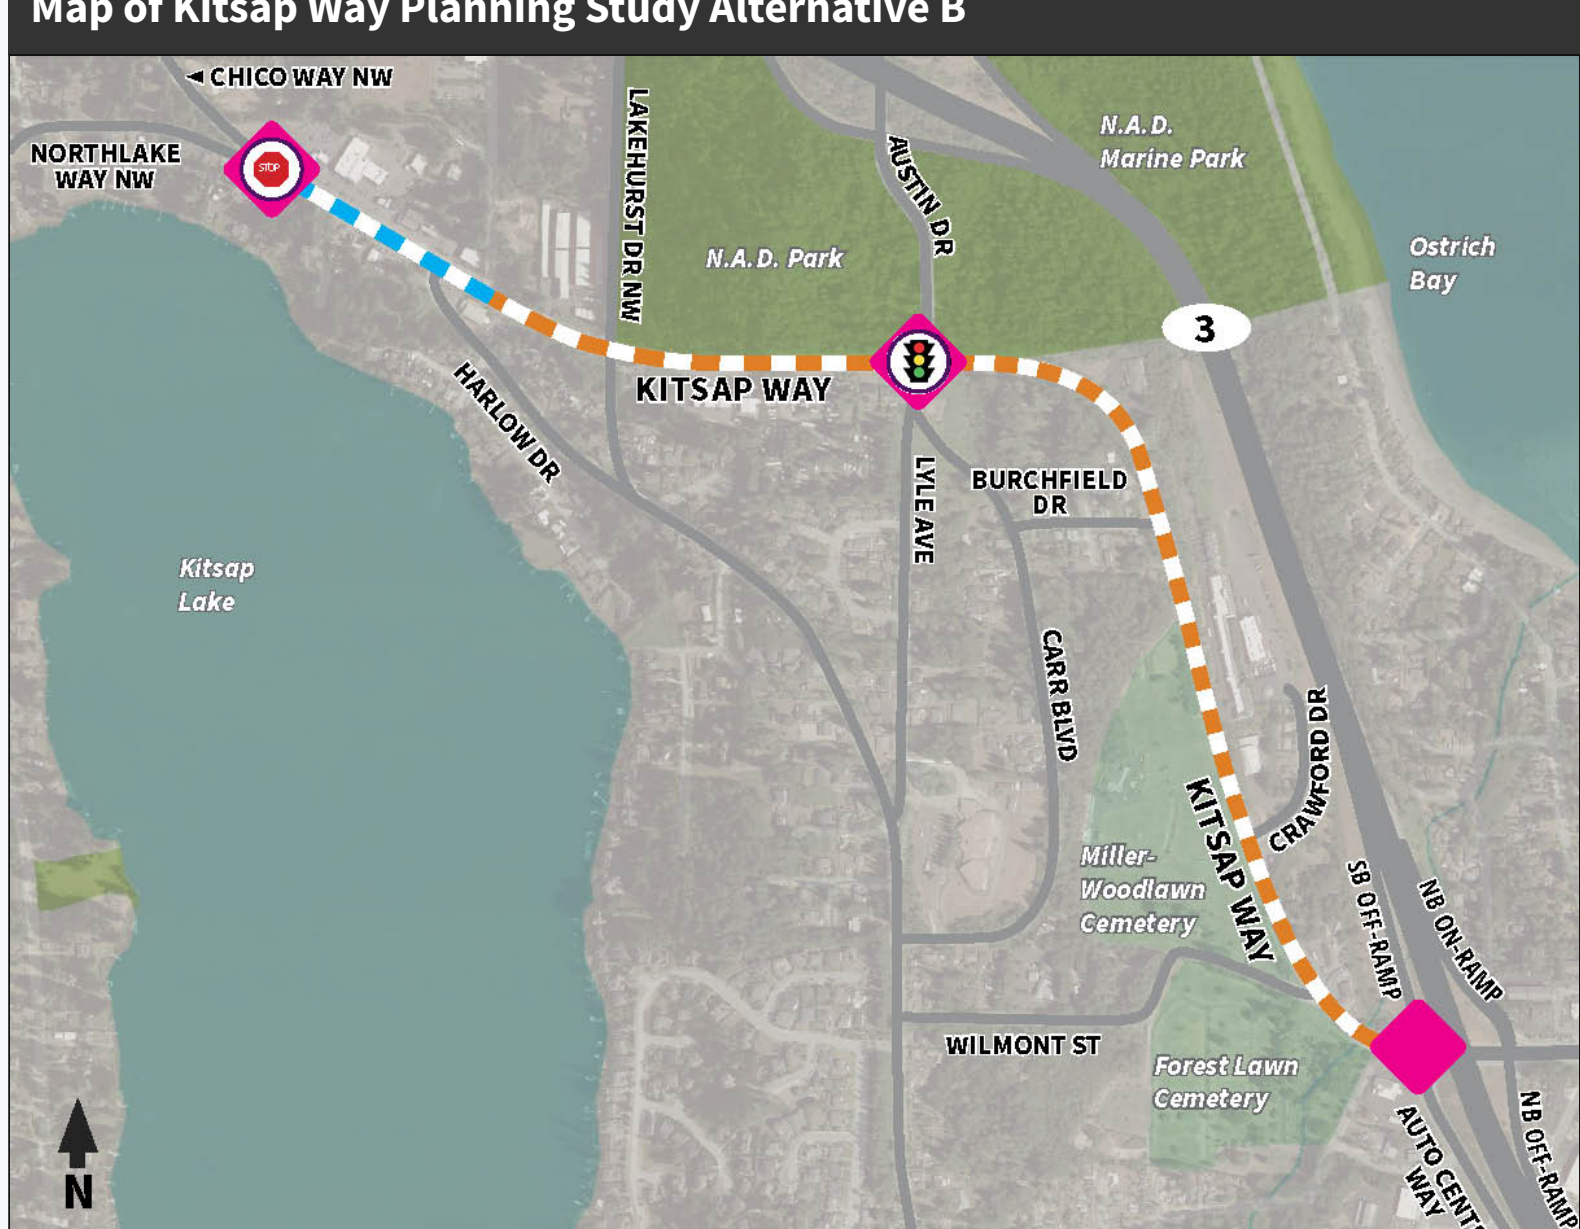 Map of Kitsap Way Planning Study Alternative B
◄ CHICO WAY NW
NORTHLAKE
WAY NW
STOP
LAKEHURST DR NW
AUSTIN DR
N.A.D.
Marine Park
N.A.D. Park
Ostrich
Bay
3
KITSAP WAY
HARLOW DR
LYLE AVE
BURCHFIELD
DR
Kitsap
Lake
CARR BLVD
CRAWFORD DR
KITSAP WAY
Miller-
Woodlawn
Cemetery
SB OFF-RAMP
NB ON-RAMP
WILMONT ST
Forest Lawn
Cemetery
AUTO CENT
WAY
NB OFF-RAMP
N